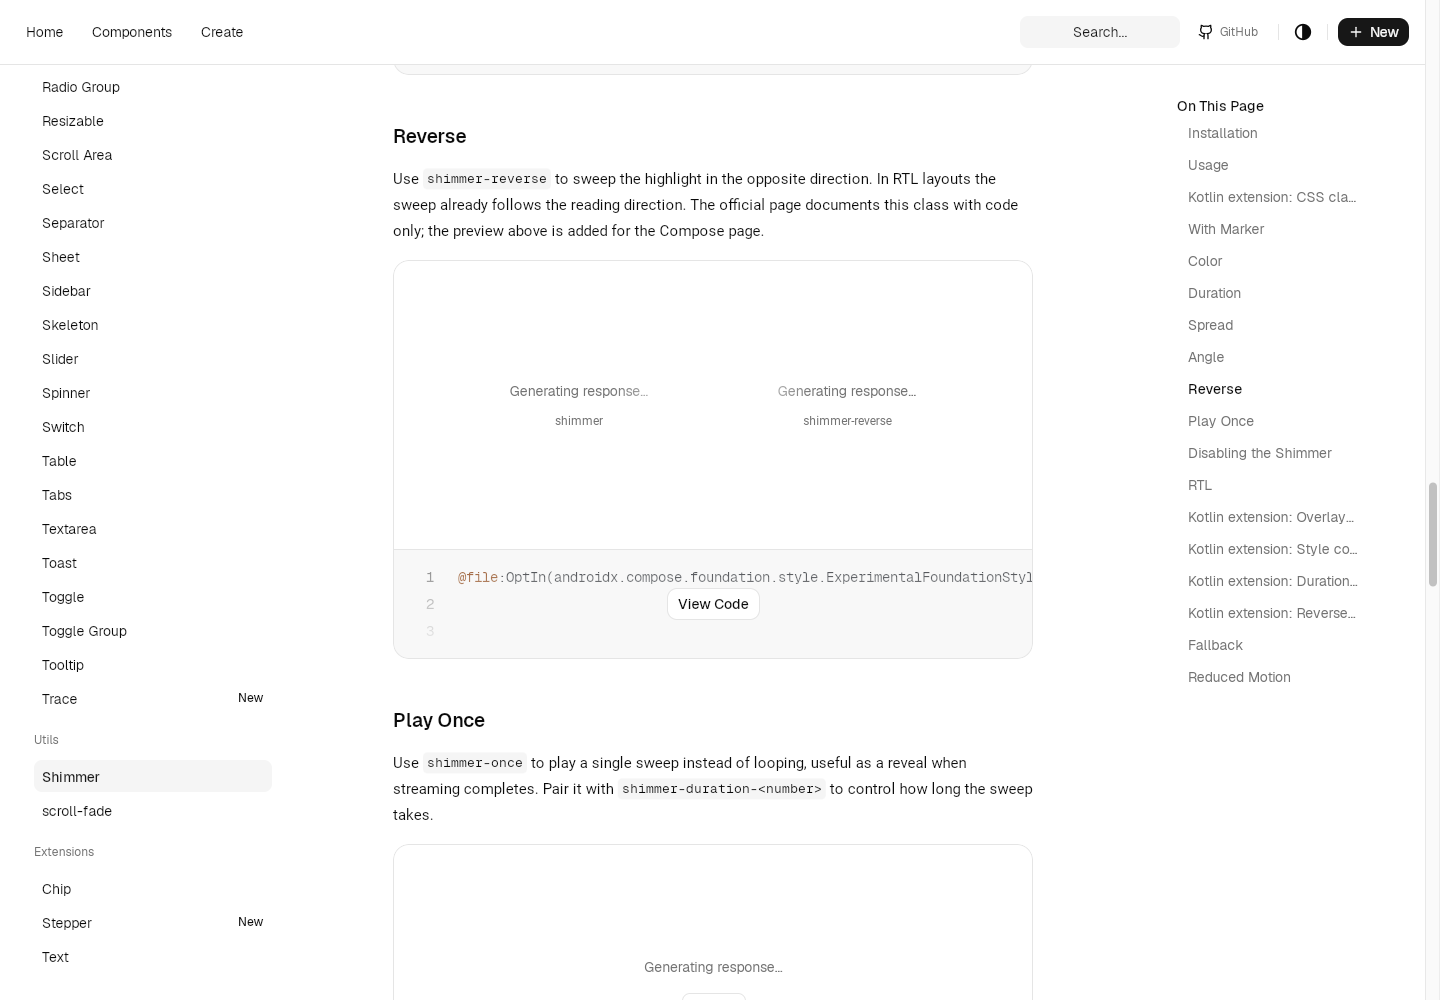 Home Components Create Search... GitHub New
Radio Group
Resizable
Scroll Area
Select
Separator
Sheet
Sidebar
Skeleton
Slider
Spinner
Switch
Table
Tabs
Textarea
Toast
Toggle
Toggle Group
Tooltip
Trace New
Utils
Shimmer
scroll-fade
Extensions
Chip
Stepper New
Text
Reverse
Use shimmer-reverse to sweep the highlight in the opposite direction. In RTL layouts the
sweep already follows the reading direction. The official page documents this class with code
only; the preview above is added for the Compose page.
Generating response... Generating response...
shimmer shimmer-reverse
1 @file:OptIn(androidx.compose.foundation.style.ExperimentalFoundationStyl
2
View Code
3
Play Once
Use shimmer-once to play a single sweep instead of looping, useful as a reveal when
streaming completes. Pair it with shimmer-duration-<number> to control how long the sweep
takes.
Generating response...
On This Page
Installation
Usage
Kotlin extension: CSS cla...
With Marker
Color
Duration
Spread
Angle
Reverse
Play Once
Disabling the Shimmer
RTL
Kotlin extension: Overlay...
Kotlin extension: Style co...
Kotlin extension: Duration...
Kotlin extension: Reverse...
Fallback
Reduced Motion